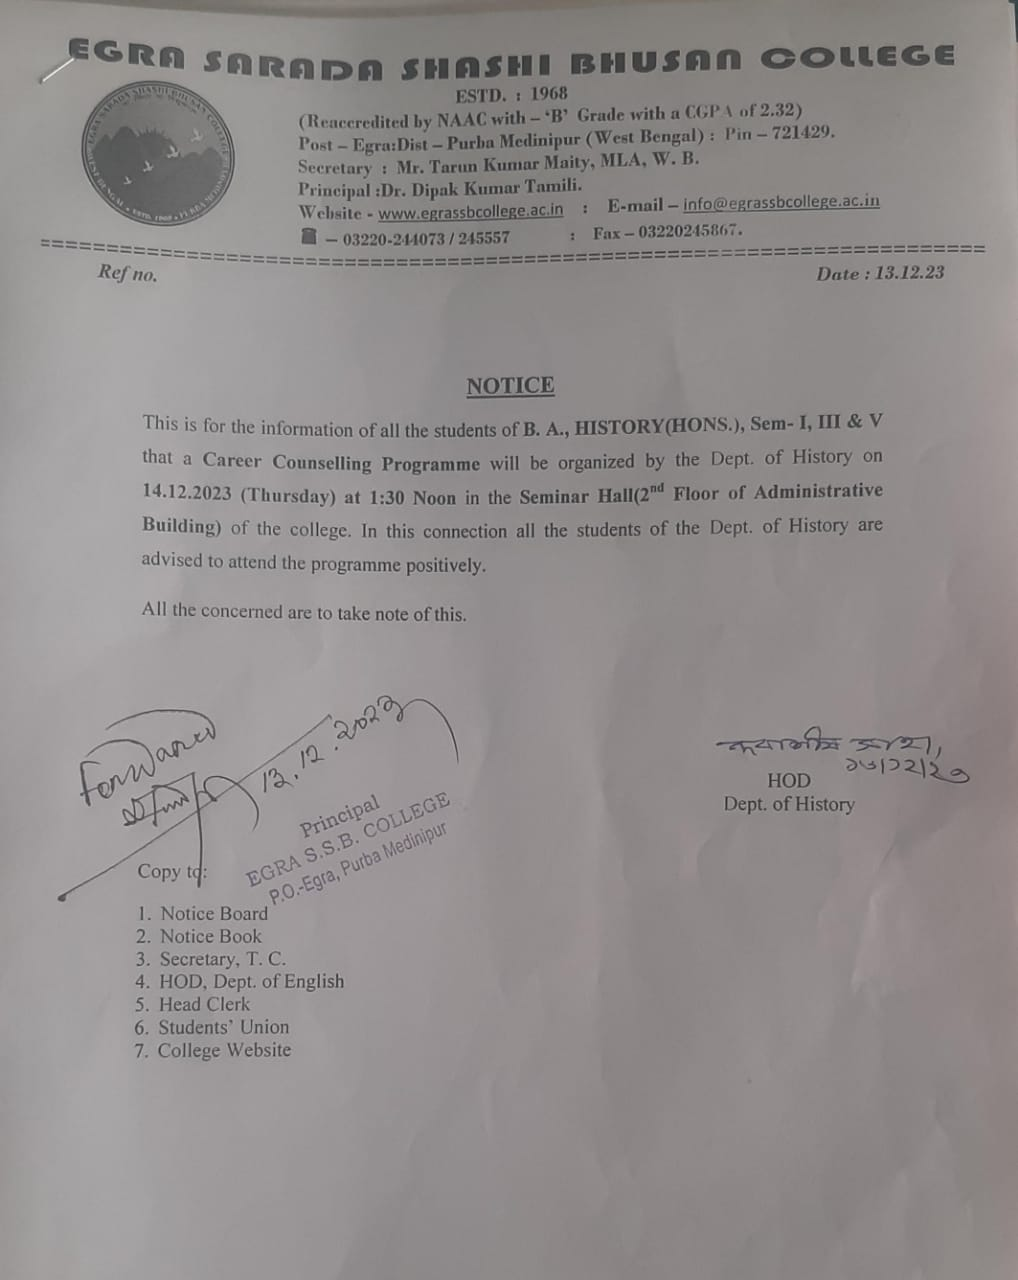 EGRA SARADA SHASHI BHUSAN COLLEGE
ESTD. : 1968
(Reaccredited by NAAC with – ‘B’ Grade with a CGPA of 2.32)
Post – Egra:Dist – Purba Medinipur (West Bengal) : Pin – 721429.
Secretary : Mr. Tarun Kumar Maity, MLA, W. B.
Principal :Dr. Dipak Kumar Tamili.
Website - www.egrassbcollege.ac.in : E-mail – info@egrassbcollege.ac.in
☎ – 03220-244073 / 245557 : Fax – 03220245867.
Ref no. Date : 13.12.23
NOTICE
This is for the information of all the students of B. A., HISTORY(HONS.), Sem- I, III & V
that a Career Counselling Programme will be organized by the Dept. of History on
14.12.2023 (Thursday) at 1:30 Noon in the Seminar Hall(2nd Floor of Administrative
Building) of the college. In this connection all the students of the Dept. of History are
advised to attend the programme positively.
All the concerned are to take note of this.
Forwarded
13.12.2023
Principal
EGRA S.S.B. COLLEGE
P.O.-Egra, Purba Medinipur
১৩/১২/২৩
HOD
Dept. of History
Copy to:
1. Notice Board
2. Notice Book
3. Secretary, T. C.
4. HOD, Dept. of English
5. Head Clerk
6. Students’ Union
7. College Website